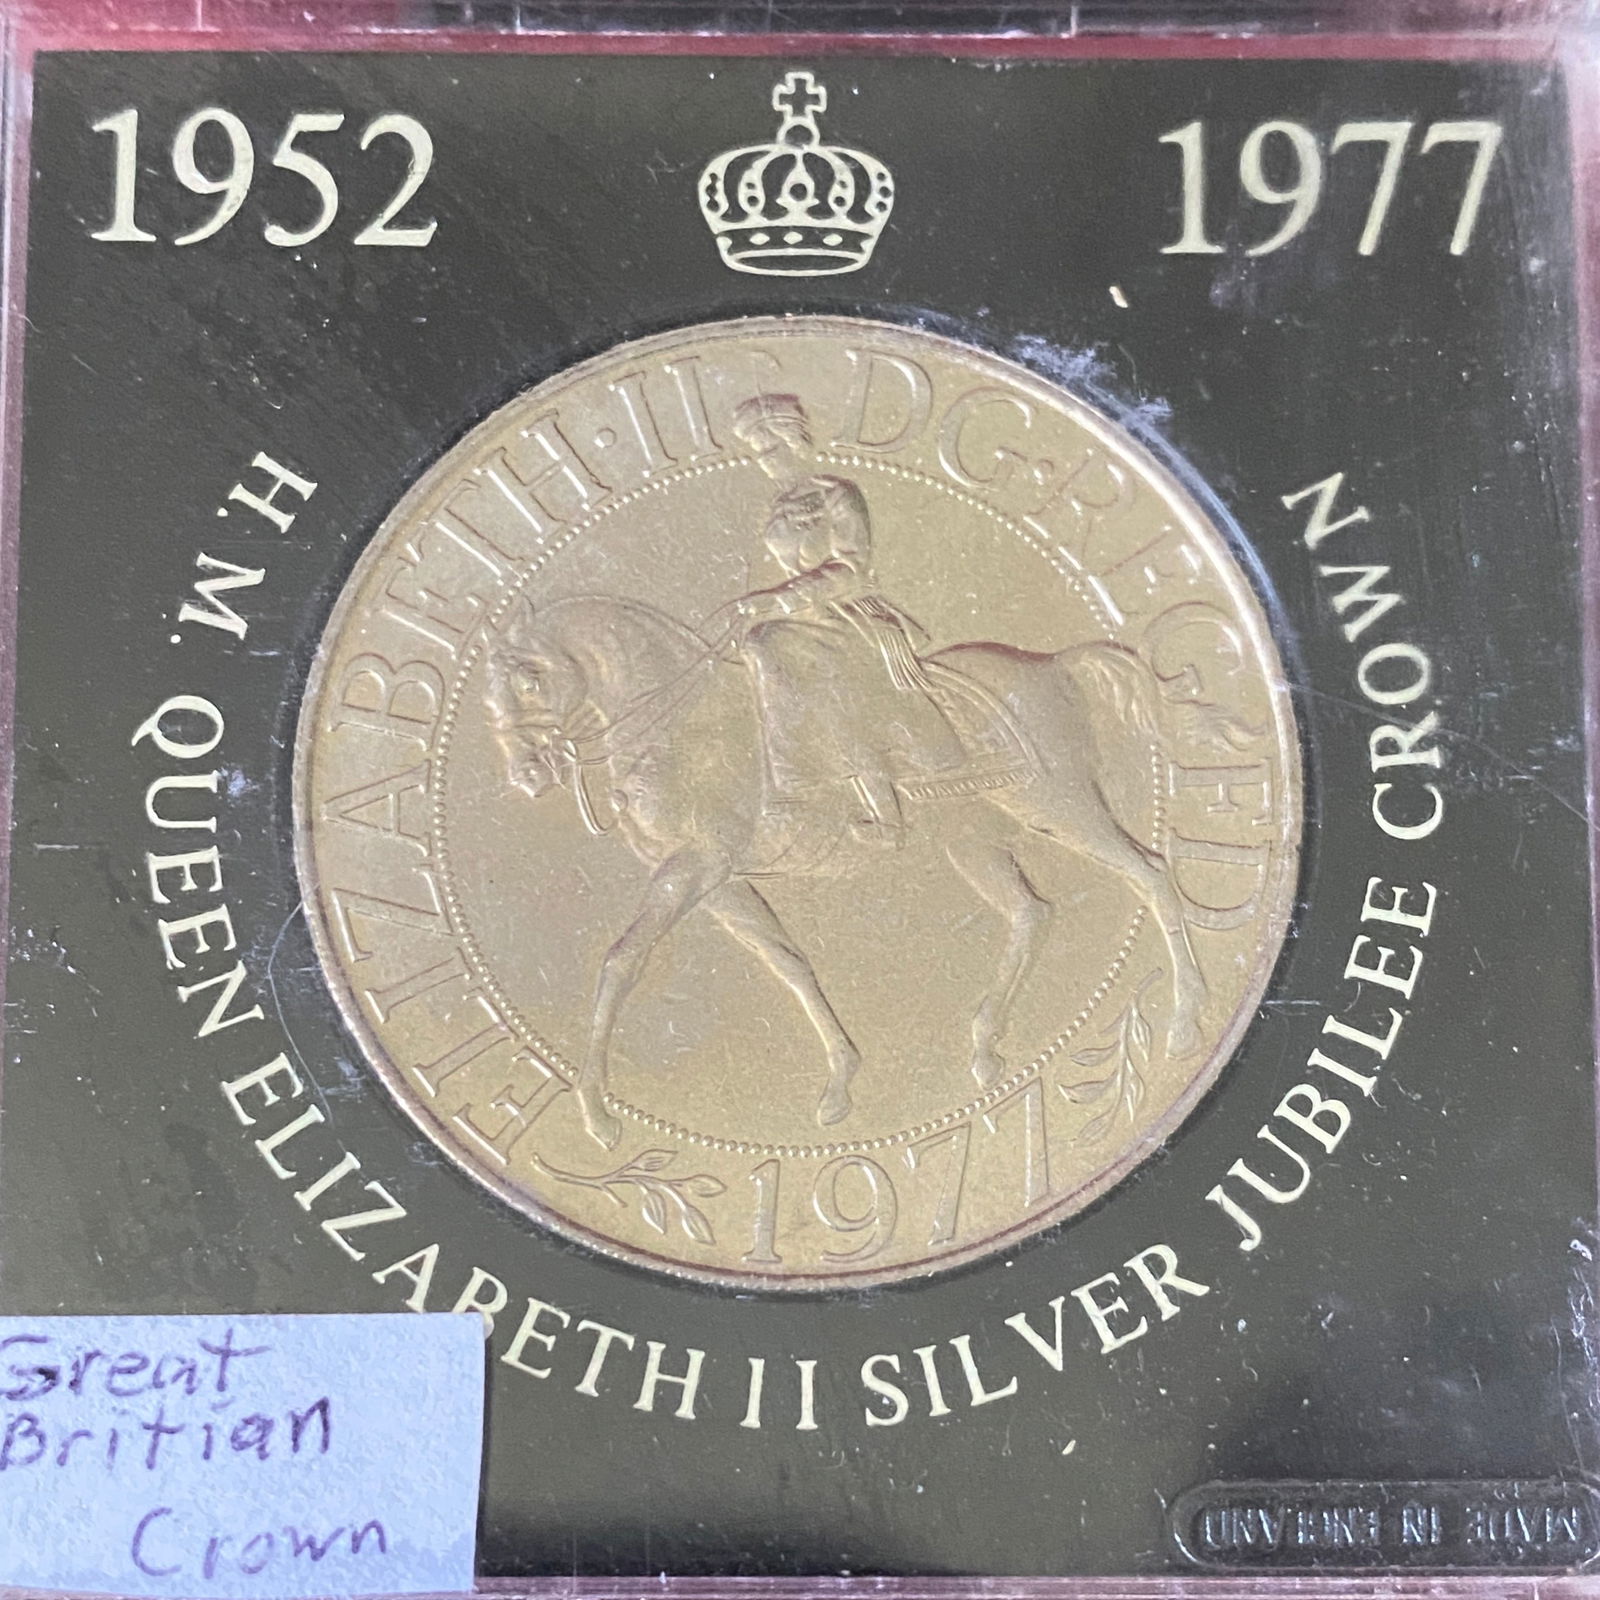 1952
1977
H.M. QUEEN ELIZABETH II SILVER JUBILEE CROWN
ELIZABETH·II DG·REG FD
1977
Great
Britian
Crown
MADE IN ENGLAND